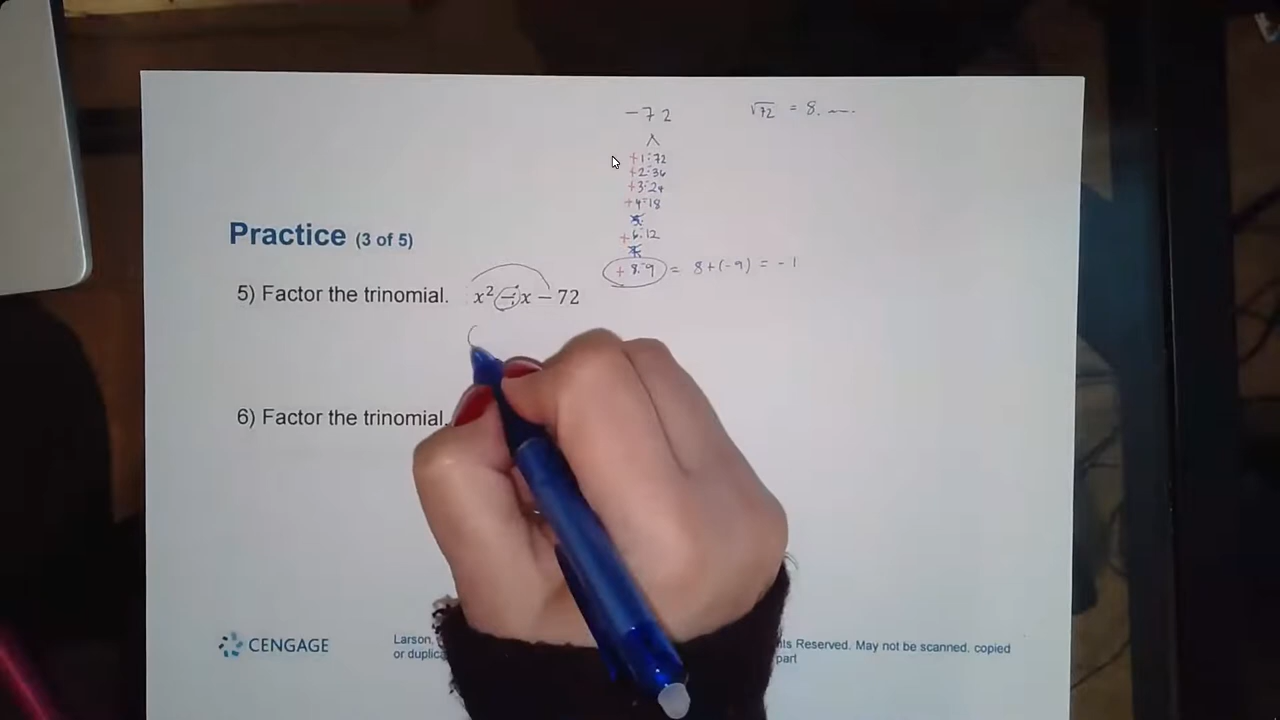 -72
√72 = 8.
+1·-72
+2·-36
+3·-24
+4·-18
+6·-12
+8·-9 = 8+(-9) = -1
Practice (3 of 5)
5) Factor the trinomial. x² - x - 72
(
6) Factor the trinomial.
CENGAGE
Larson,
or duplica
ts Reserved. May not be scanned, copied
part